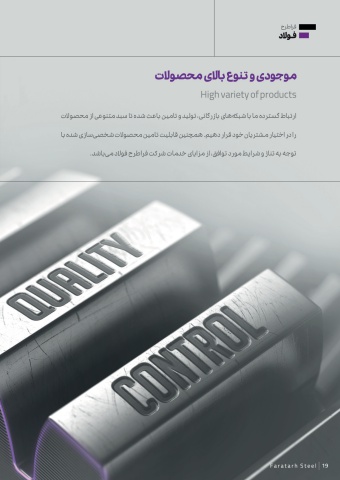 فراطرح
فولاد
موجودی و تنوع بالای محصولات
High variety of products
ارتباط گسترده ما با شبکه‌های بازرگانی، تولید و تامین باعث شده تا سبد متنوعی از محصولات
را در اختیار مشتریان خود قرار دهیم. همچنین قابلیت تامین محصولات شخصی‌سازی شده با
توجه به تناژ و شرایط مورد توافق، از مزایای خدمات شرکت فراطرح فولاد می‌باشد.
QUALITY
CONTROL
Faratarh Steel | 19